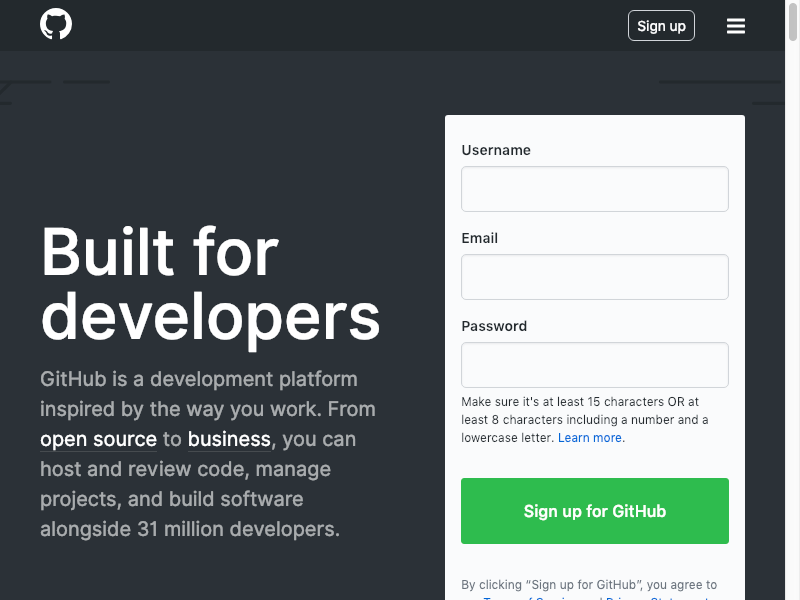 Sign up
Built for
developers
GitHub is a development platform
inspired by the way you work. From
open source to business, you can
host and review code, manage
projects, and build software
alongside 31 million developers.
Username
Email
Password
Make sure it's at least 15 characters OR at
least 8 characters including a number and a
lowercase letter. Learn more.
Sign up for GitHub
By clicking “Sign up for GitHub”, you agree to